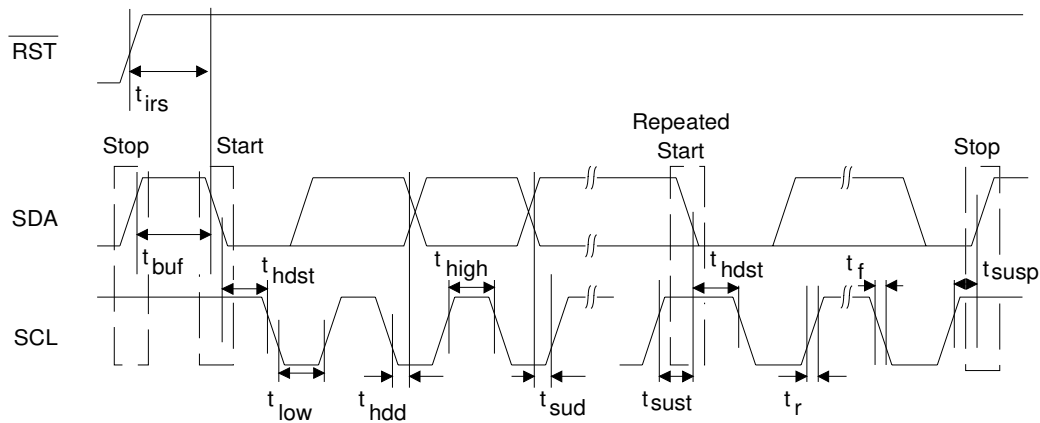 RST
t irs
Repeated
Stop Start Start Stop
SDA
t buf t hdst t high t hdst t f t susp
SCL
t low t hdd t sud t sust t r